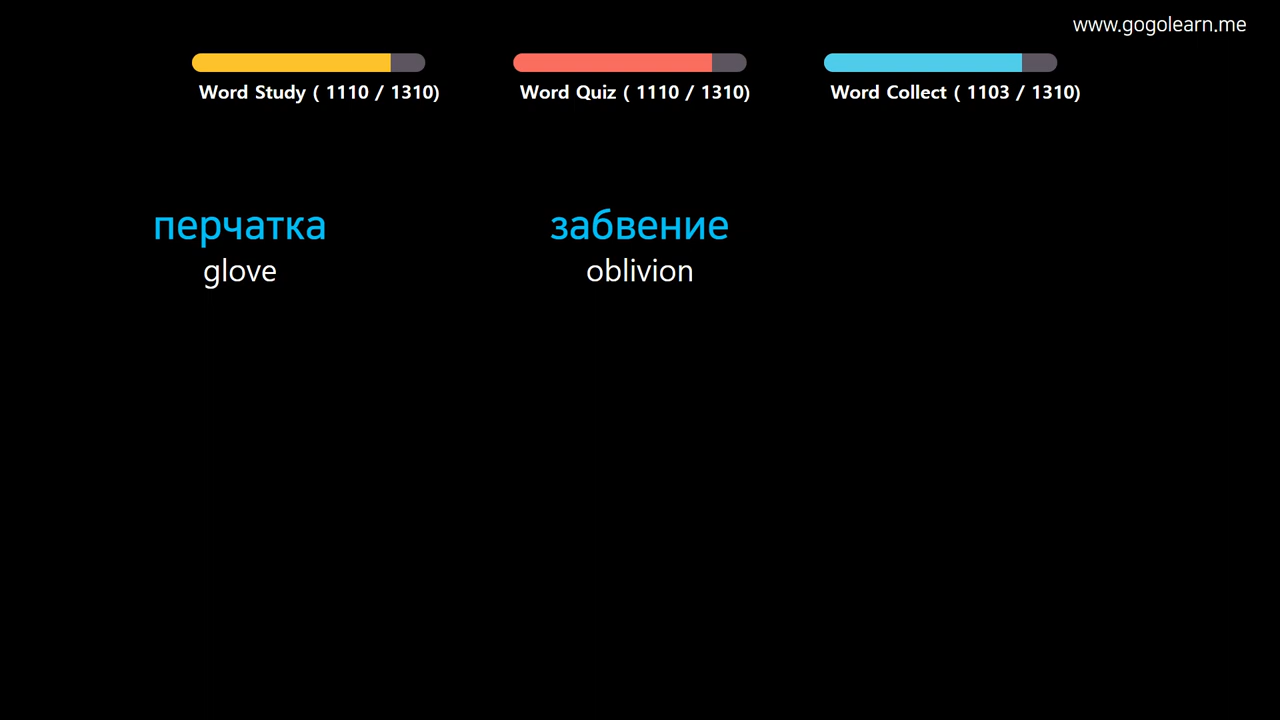 www.gogolearn.me
Word Study ( 1110 / 1310)
Word Quiz ( 1110 / 1310)
Word Collect ( 1103 / 1310)
перчатка
glove
забвение
oblivion